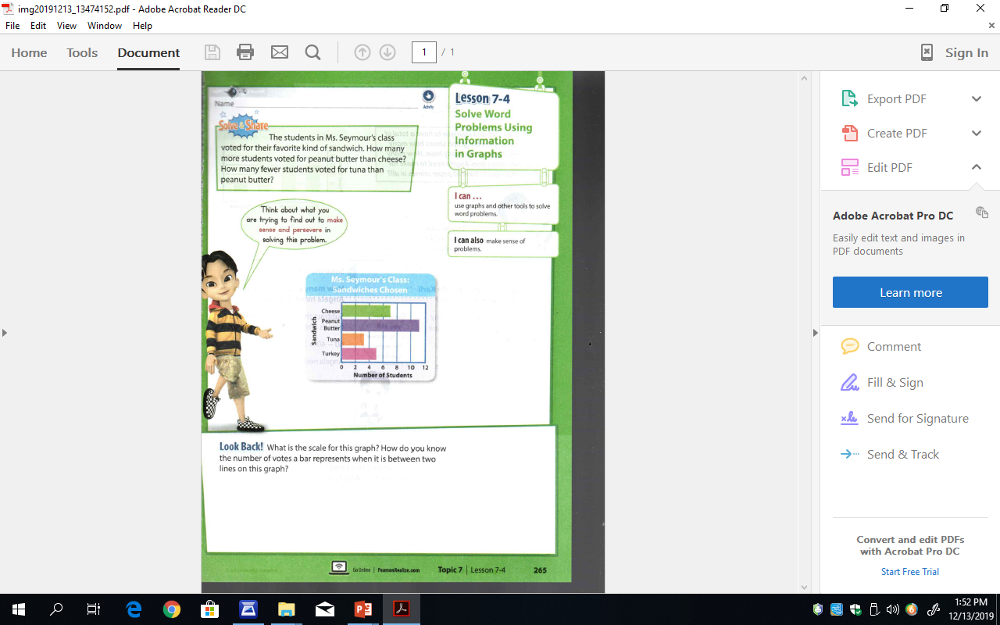 img20191213_13474152.pdf - Adobe Acrobat Reader DC
File Edit View Window Help
Home Tools Document 1 / 1 Sign In
Name
Activity
Solve & Share
The students in Ms. Seymour's class
voted for their favorite kind of sandwich. How many
more students voted for peanut butter than cheese?
How many fewer students voted for tuna than
peanut butter?
Lesson 7-4
Solve Word
Problems Using
Information
in Graphs
I can ...
use graphs and other tools to solve
word problems.
I can also make sense of
problems.
Think about what you
are trying to find out to make
sense and persevere in
solving this problem.
Ms. Seymour's Class:
Sandwiches Chosen
Sandwich
Cheese
Peanut
Butter
Tuna
Turkey
0 2 4 6 8 10 12
Number of Students
Look Back! What is the scale for this graph? How do you know
the number of votes a bar represents when it is between two
lines on this graph?
Go Online | PearsonRealize.com
Topic 7 | Lesson 7-4 265
Export PDF
Create PDF
Edit PDF
Adobe Acrobat Pro DC
Easily edit text and images in
PDF documents
Learn more
Comment
Fill & Sign
Send for Signature
Send & Track
Convert and edit PDFs
with Acrobat Pro DC
Start Free Trial
1:52 PM
12/13/2019